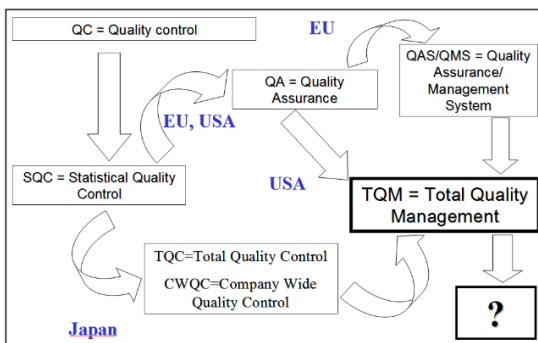 QC = Quality control
EU
QAS/QMS = Quality
Assurance/
Management
System
QA = Quality
Assurance
EU, USA
SQC = Statistical Quality
Control
USA
TQM = Total Quality
Management
TQC=Total Quality Control
CWQC=Company Wide
Quality Control
Japan
?